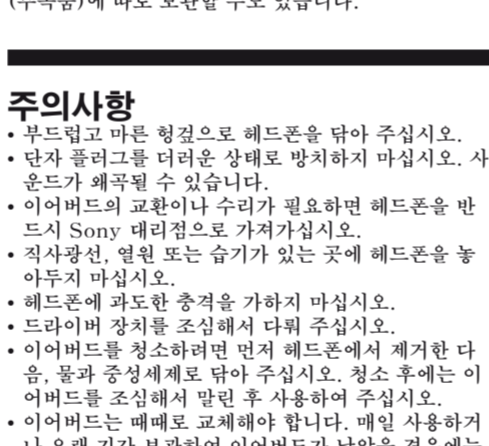 따로 보관할 수도 있습니다.
주의사항
• 부드럽고 마른 헝겊으로 헤드폰을 닦아 주십시오.
• 단자 플러그를 더러운 상태로 방치하지 마십시오. 사
운드가 왜곡될 수 있습니다.
• 이어버드의 교환이나 수리가 필요하면 헤드폰을 반
드시 Sony 대리점으로 가져가십시오.
• 직사광선, 열원 또는 습기가 있는 곳에 헤드폰을 놓
아두지 마십시오.
• 헤드폰에 과도한 충격을 가하지 마십시오.
• 드라이버 장치를 조심해서 다뤄 주십시오.
• 이어버드를 청소하려면 먼저 헤드폰에서 제거한 다
음, 물과 중성세제로 닦아 주십시오. 청소 후에는 이
어버드를 조심해서 말린 후 사용하여 주십시오.
• 이어버드는 때때로 교체해야 합니다. 매일 사용하거
나 오래 기간 보관하여 이어버드가 낡았을 경우에는